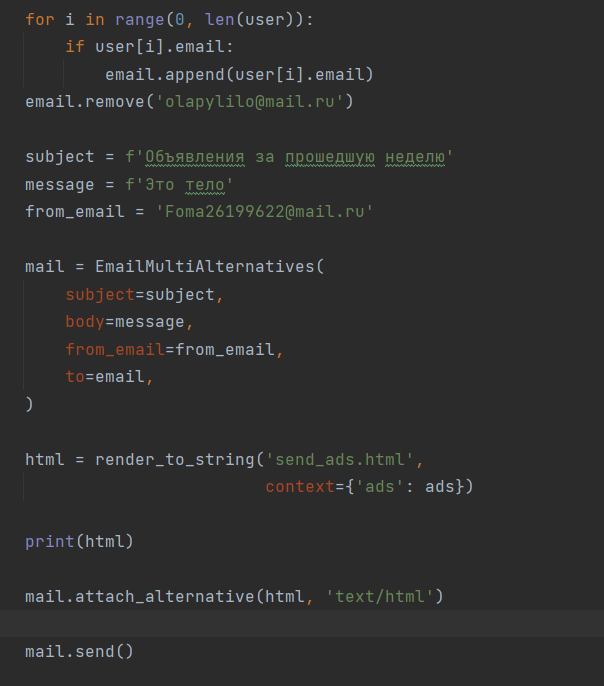 for i in range(0, len(user)):
    if user[i].email:
        email.append(user[i].email)
email.remove('olapylilo@mail.ru')

subject = f'Объявления за прошедшую неделю'
message = f'Это тело'
from_email = 'Foma26199622@mail.ru'

mail = EmailMultiAlternatives(
    subject=subject,
    body=message,
    from_email=from_email,
    to=email,
)

html = render_to_string('send_ads.html',
                        context={'ads': ads})

print(html)

mail.attach_alternative(html, 'text/html')

mail.send()